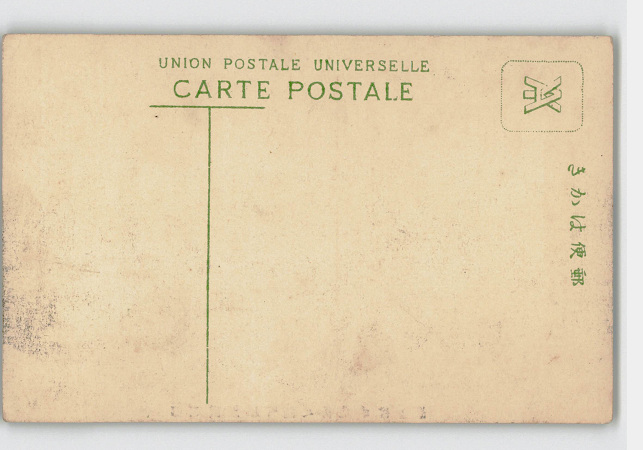 UNION POSTALE UNIVERSELLE
CARTE POSTALE
きかは便郵